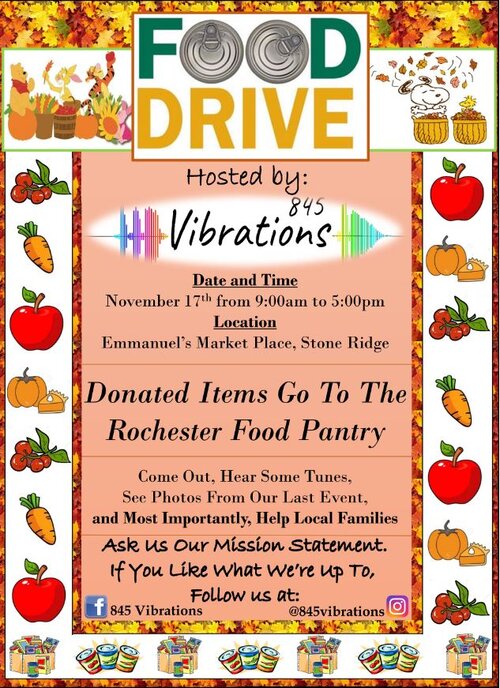 FOOD
DRIVE
Hosted by:
845
Vibrations
Date and Time
November 17th from 9:00am to 5:00pm
Location
Emmanuel's Market Place, Stone Ridge
Donated Items Go To The
Rochester Food Pantry
Come Out, Hear Some Tunes,
See Photos From Our Last Event,
and Most Importantly, Help Local Families
Ask Us Our Mission Statement.
If You Like What We're Up To,
Follow us at:
845 Vibrations
@845vibrations